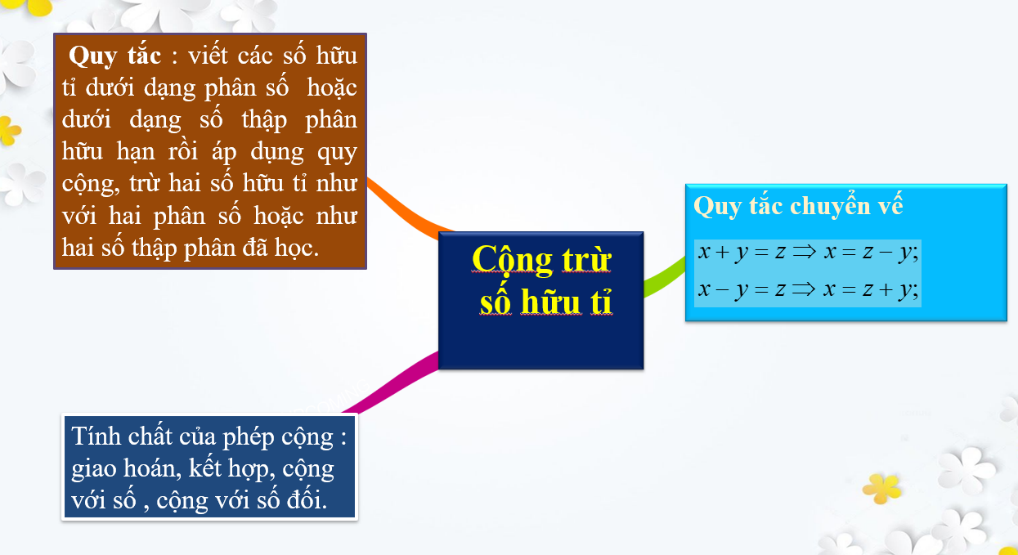 Quy tắc : viết các số hữu
tỉ dưới dạng phân số hoặc
dưới dạng số thập phân
hữu hạn rồi áp dụng quy
cộng, trừ hai số hữu tỉ như
với hai phân số hoặc như
hai số thập phân đã học.
Cộng trừ
số hữu tỉ
Quy tắc chuyển vế
x + y = z ⇒ x = z − y;
x − y = z ⇒ x = z + y;
Tính chất của phép cộng :
giao hoán, kết hợp, cộng
với số , cộng với số đối.